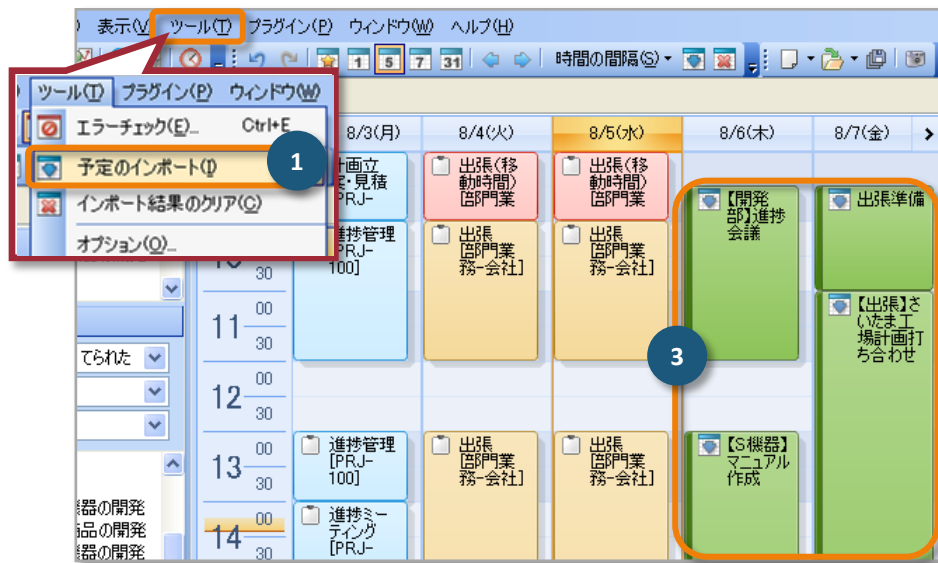 表示(V) ツール(T) プラグイン(P) ウィンドウ(W) ヘルプ(H)
1 5 7 31 時間の間隔(S)
ツール(T) プラグイン(P) ウィンドウ(W)
エラーチェック(E)... Ctrl+E
予定のインポート(I)
1
インポート結果のクリア(C)
オプション(O)...
8/3(月) 8/4(火) 8/5(水) 8/6(木) 8/7(金)
計画立
案・見積
[PRJ-
進捗管理
[PRJ-
100]
進捗管理
[PRJ-
100]
進捗ミー
ティング
[PRJ-
出張(移
動時間)
[部門業
出張
[部門業
務-会社]
出張
[部門業
務-会社]
出張(移
動時間)
[部門業
出張
[部門業
務-会社]
出張
[部門業
務-会社]
【開発
部】進捗
会議
【S機器】
マニュアル
作成
出張準備
【出張】さ
いたま工
場計画打
ち合わせ
3
30
11 00
30
12 00
30
13 00
30
14 00
30
てられた
機器の開発
商品の開発
機器の開発